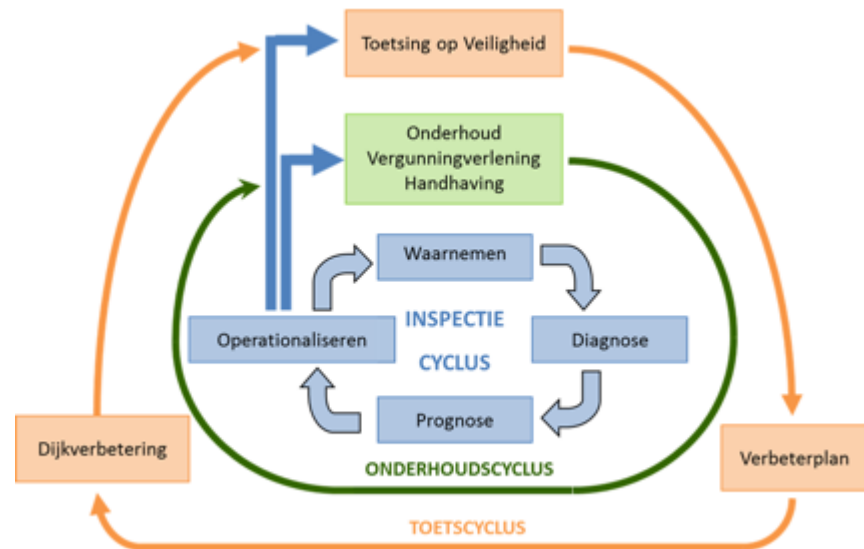 Toetsing op Veiligheid
Onderhoud
Vergunningverlening
Handhaving
Waarnemen
Operationaliseren
INSPECTIE
CYCLUS
Diagnose
Prognose
Dijkverbetering
Verbeterplan
ONDERHOUDSCYCLUS
TOETSCYCLUS